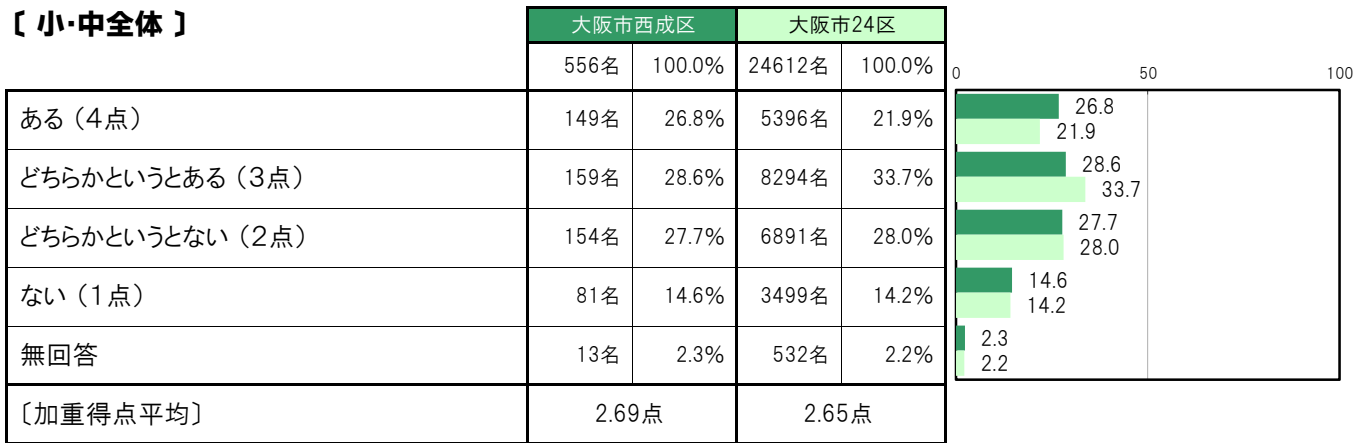 〔 小・中全体 〕
大阪市西成区 大阪市24区
556名 100.0% 24612名 100.0%
0 50 100
ある（4点） 149名 26.8% 5396名 21.9%
26.8
21.9
どちらかというとある（3点） 159名 28.6% 8294名 33.7%
28.6
33.7
どちらかというとない（2点） 154名 27.7% 6891名 28.0%
27.7
28.0
ない（1点） 81名 14.6% 3499名 14.2%
14.6
14.2
無回答 13名 2.3% 532名 2.2%
2.3
2.2
〔加重得点平均〕 2.69点 2.65点